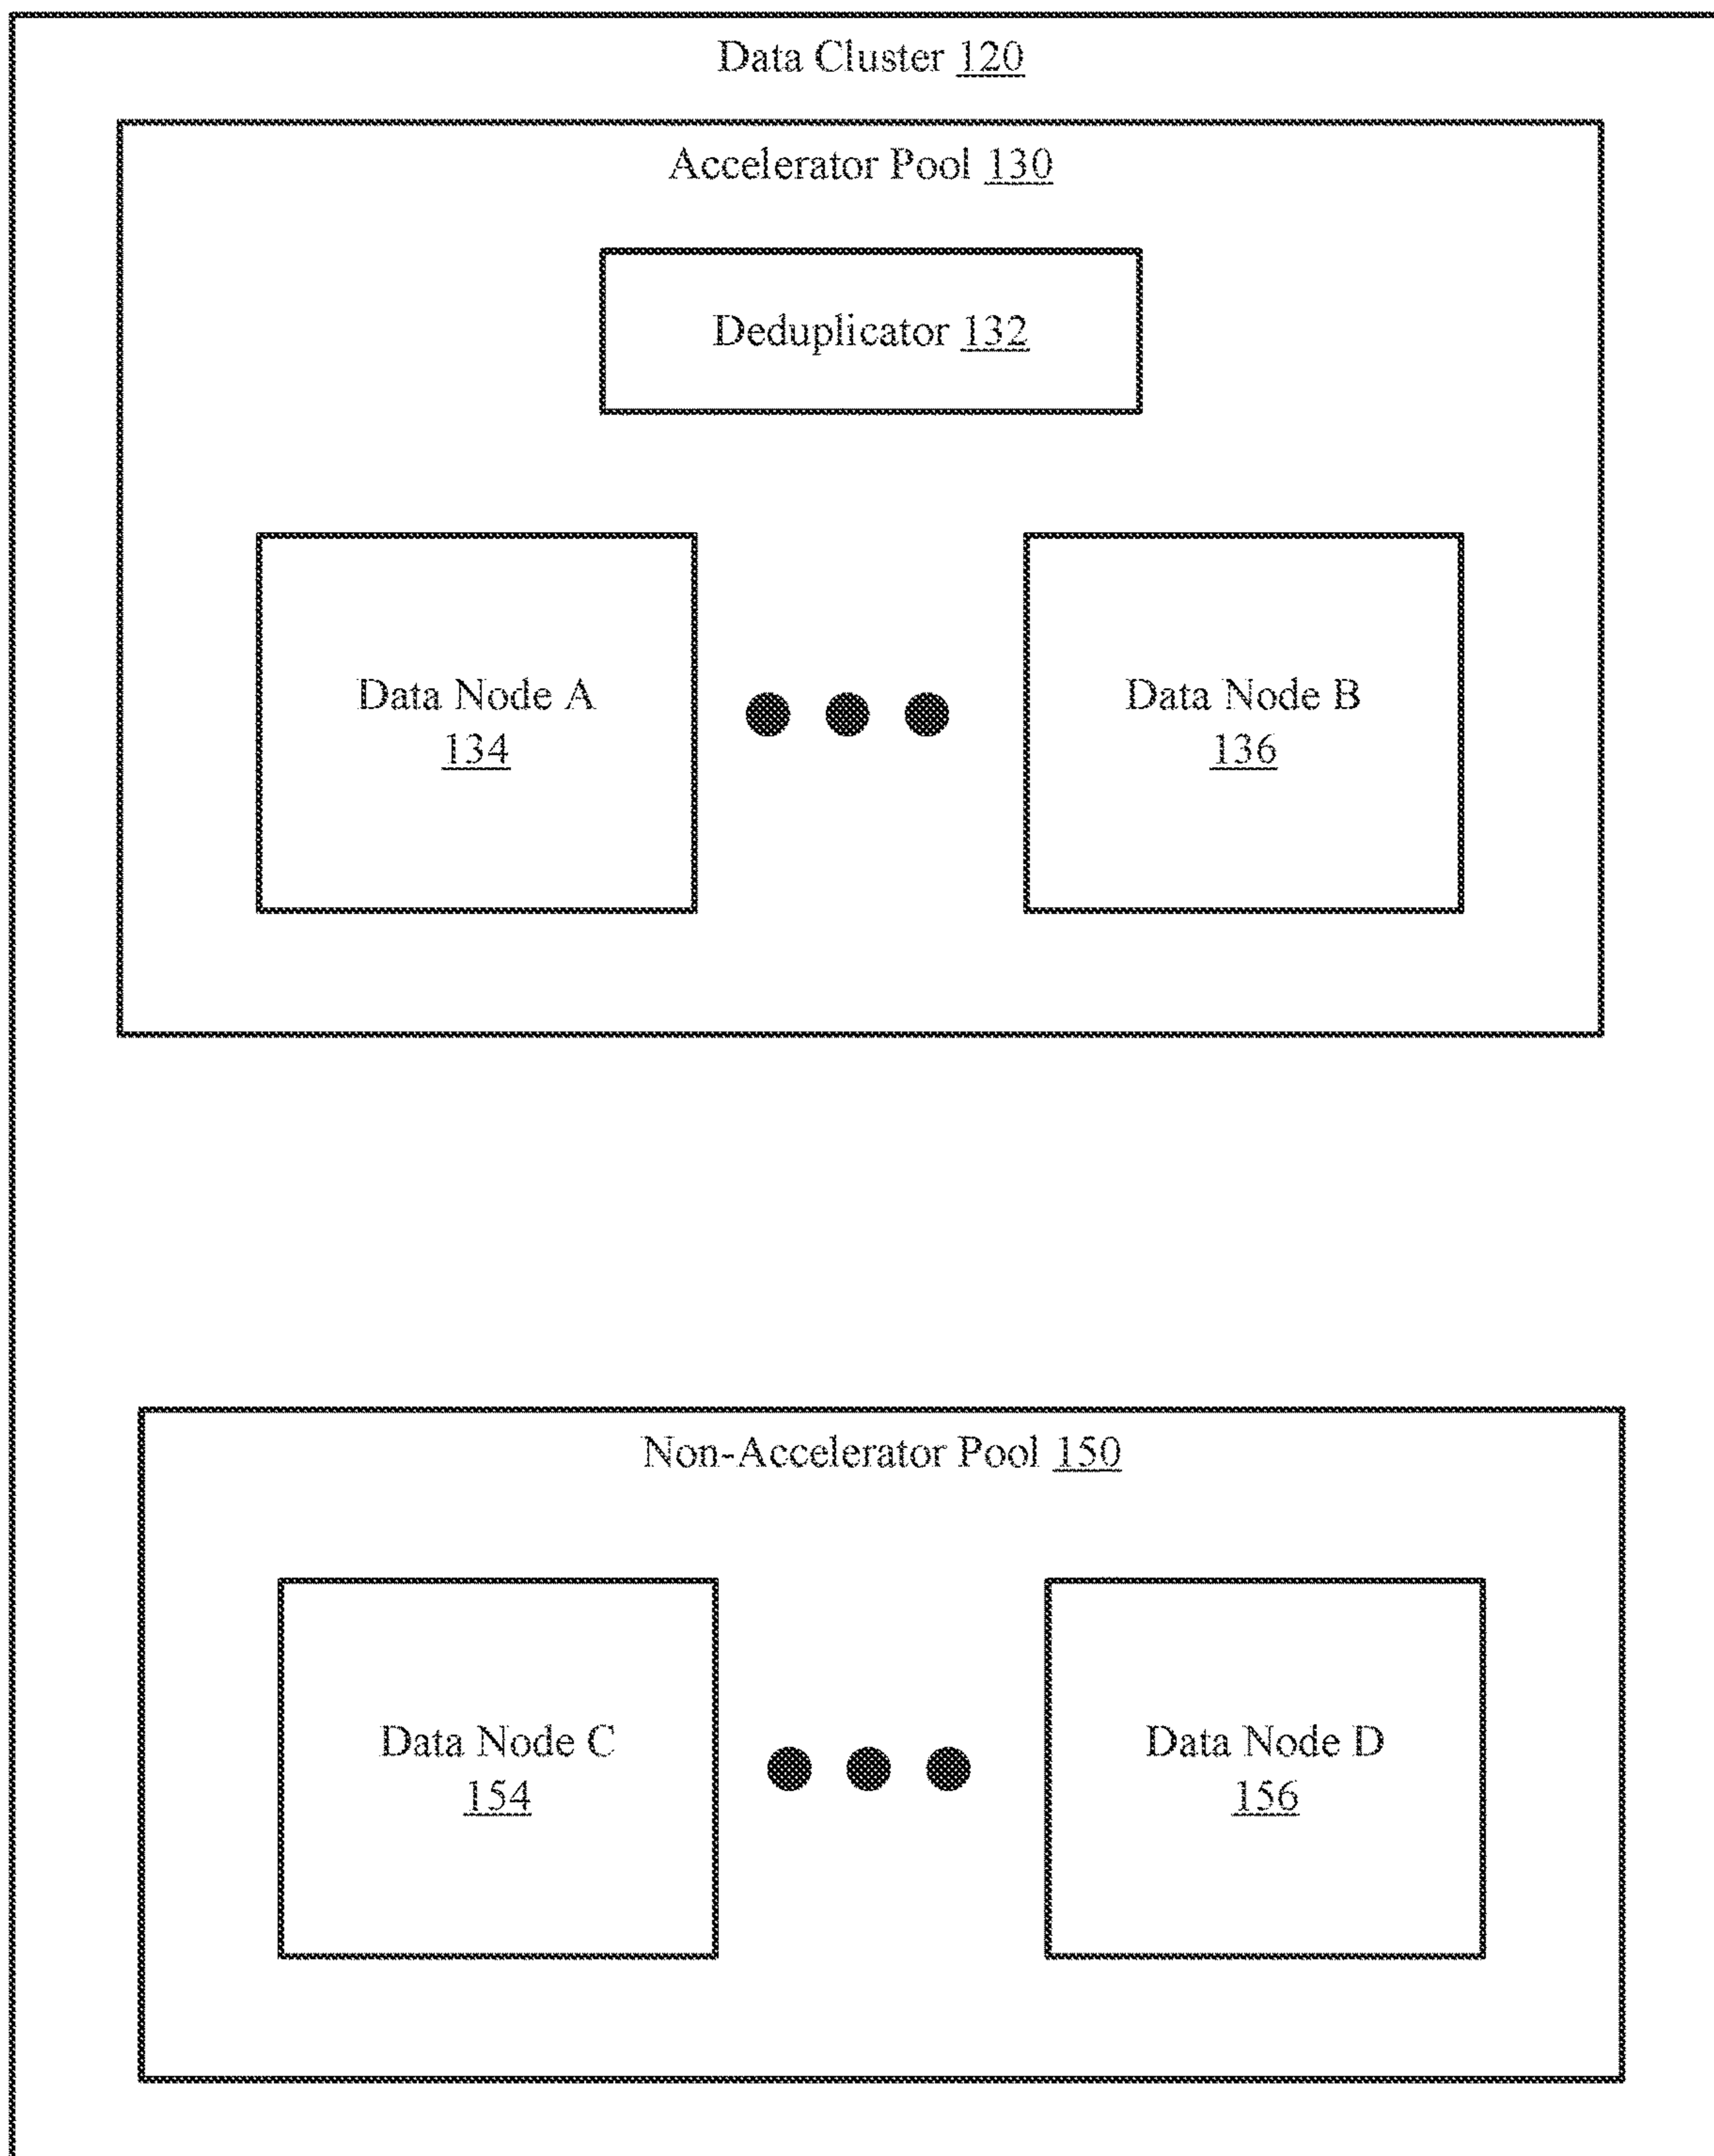 Data Cluster 120
Accelerator Pool 130
Deduplicator 132
Data Node A
134
Data Node B
136
Non-Accelerator Pool 150
Data Node C
154
Data Node D
156